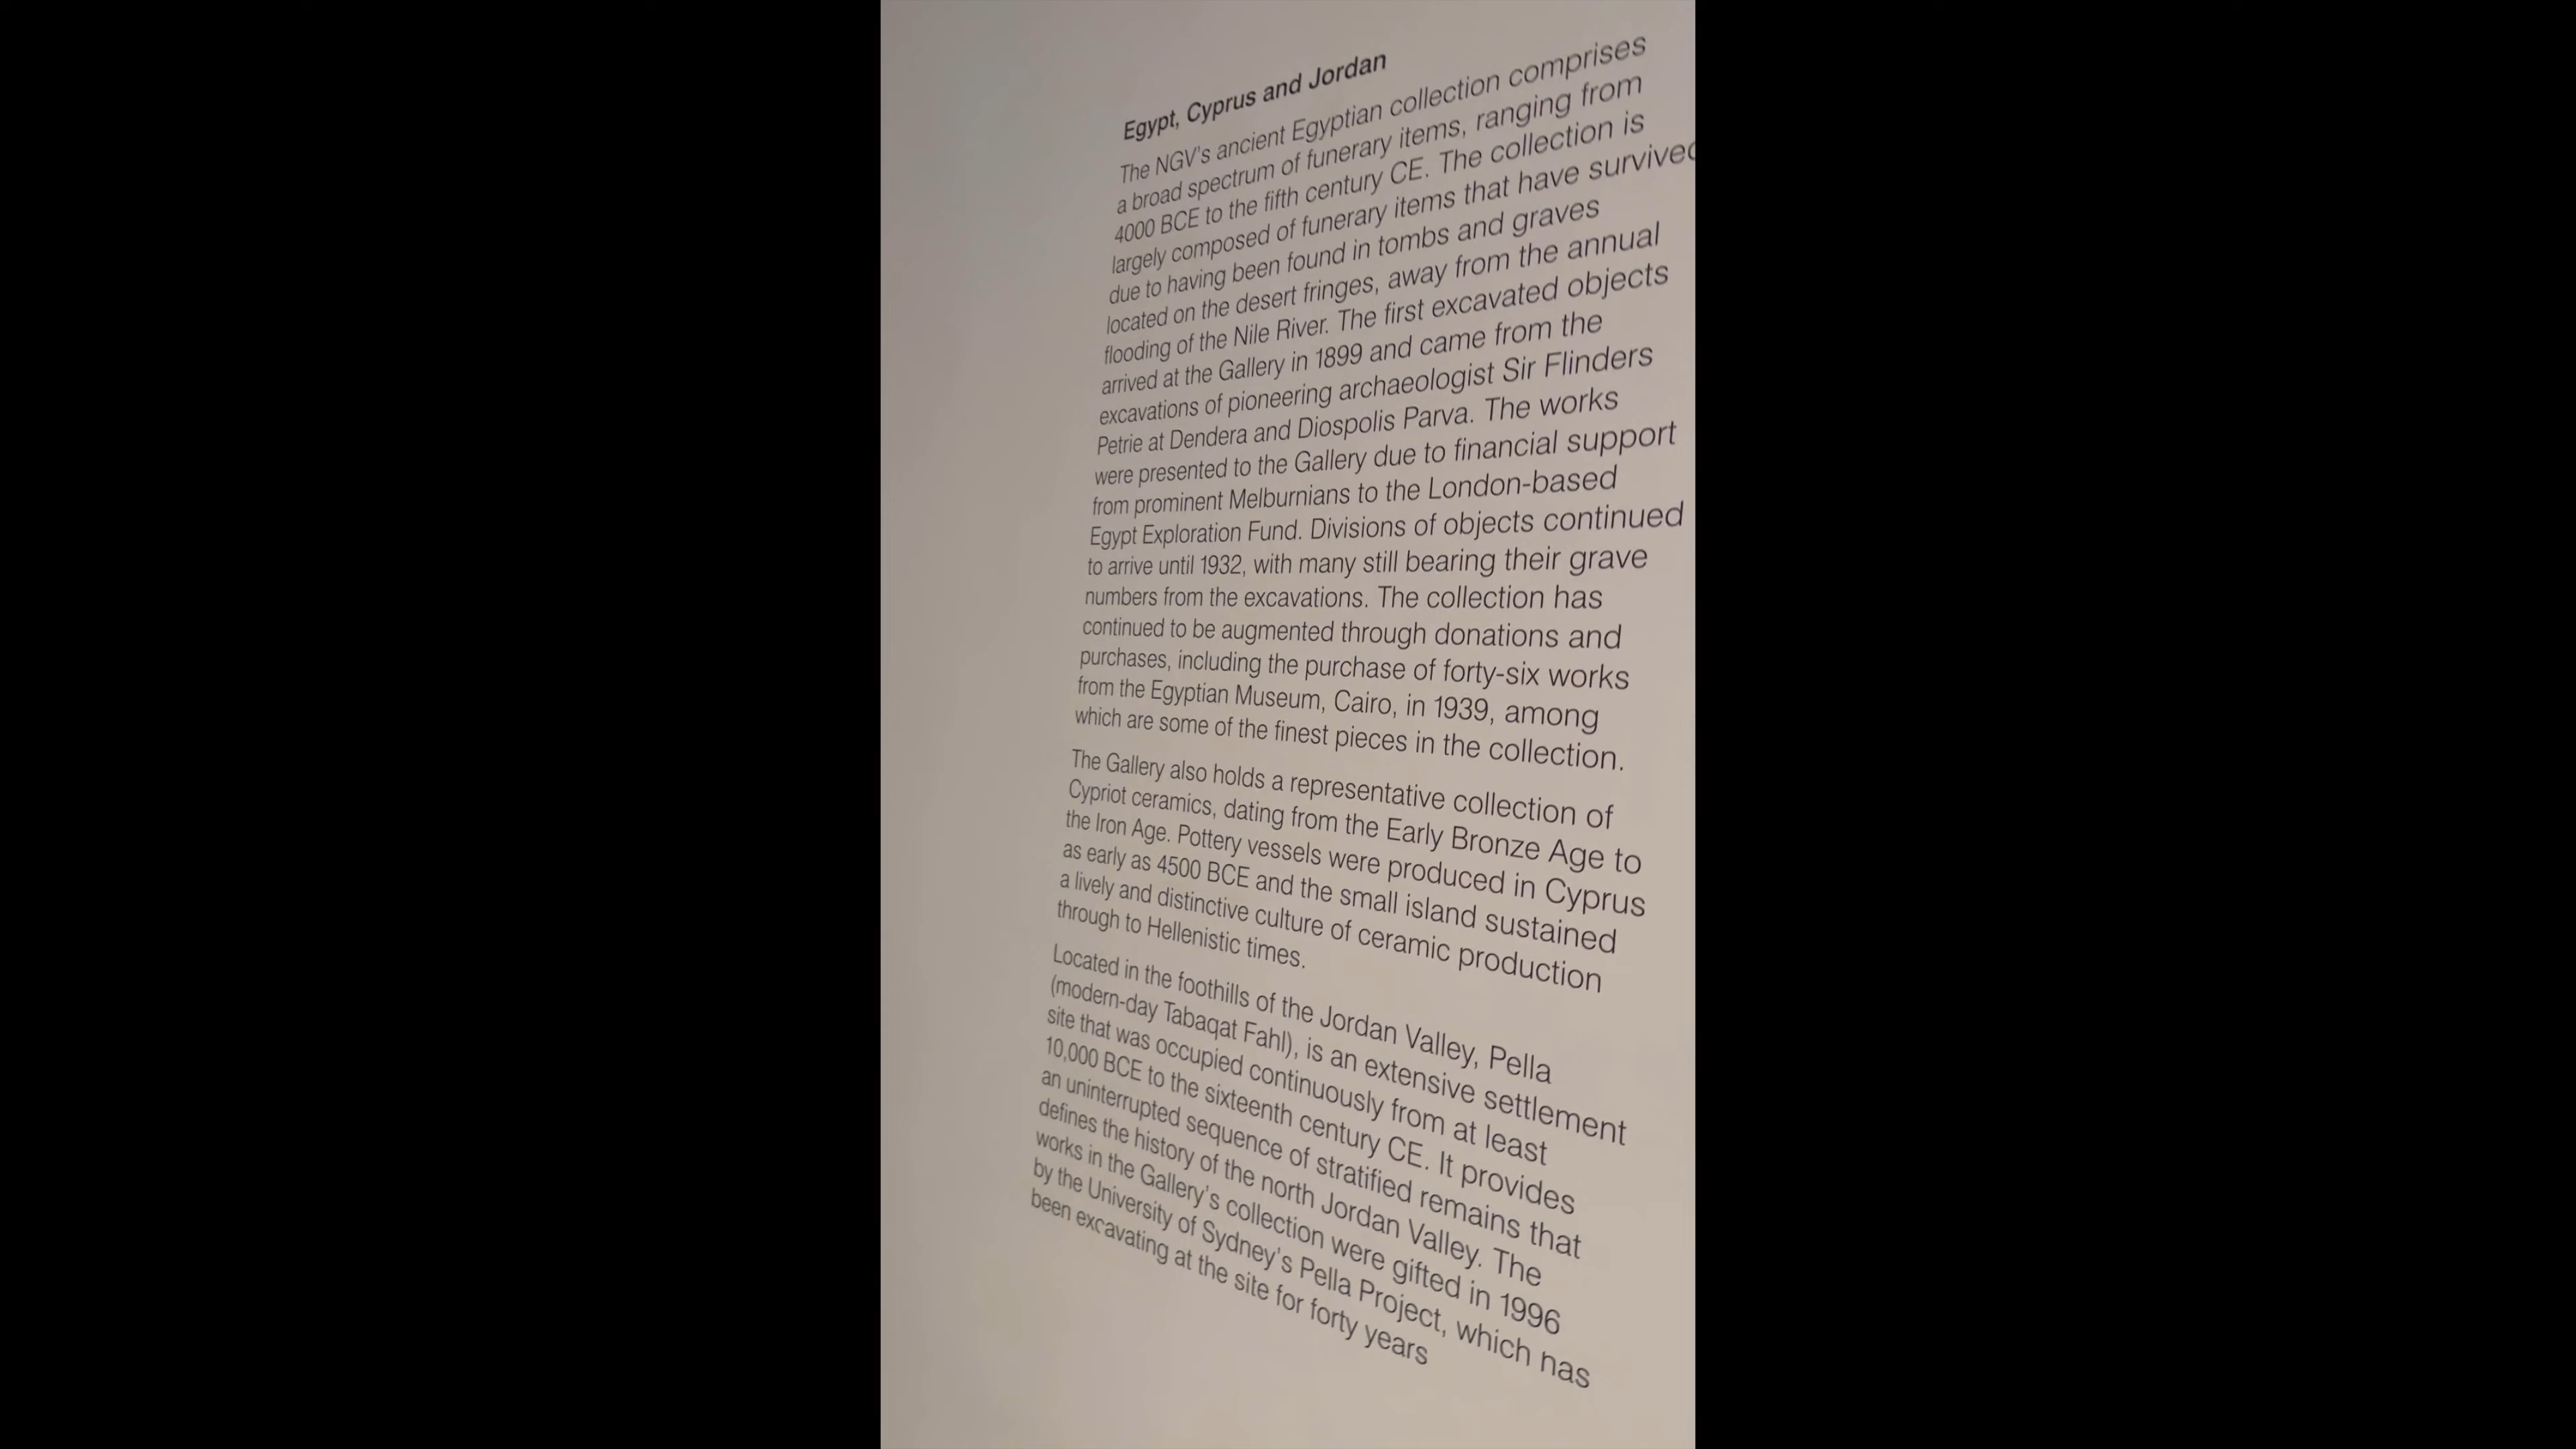 Egypt, Cyprus and Jordan
The NGV's ancient Egyptian collection comprises
a broad spectrum of funerary items, ranging from
4000 BCE to the fifth century CE. The collection is
largely composed of funerary items that have survived
due to having been found in tombs and graves
located on the desert fringes, away from the annual
flooding of the Nile River. The first excavated objects
arrived at the Gallery in 1899 and came from the
excavations of pioneering archaeologist Sir Flinders
Petrie at Dendera and Diospolis Parva. The works
were presented to the Gallery due to financial support
from prominent Melburnians to the London-based
Egypt Exploration Fund. Divisions of objects continued
to arrive until 1932, with many still bearing their grave
numbers from the excavations. The collection has
continued to be augmented through donations and
purchases, including the purchase of forty-six works
from the Egyptian Museum, Cairo, in 1939, among
which are some of the finest pieces in the collection.
The Gallery also holds a representative collection of
Cypriot ceramics, dating from the Early Bronze Age to
the Iron Age. Pottery vessels were produced in Cyprus
as early as 4500 BCE and the small island sustained
a lively and distinctive culture of ceramic production
through to Hellenistic times.
Located in the foothills of the Jordan Valley, Pella
(modern-day Tabaqat Fahl), is an extensive settlement
site that was occupied continuously from at least
10,000 BCE to the sixteenth century CE. It provides
an uninterrupted sequence of stratified remains that
defines the history of the north Jordan Valley. The
works in the Gallery's collection were gifted in 1996
by the University of Sydney's Pella Project, which has
been excavating at the site for forty years